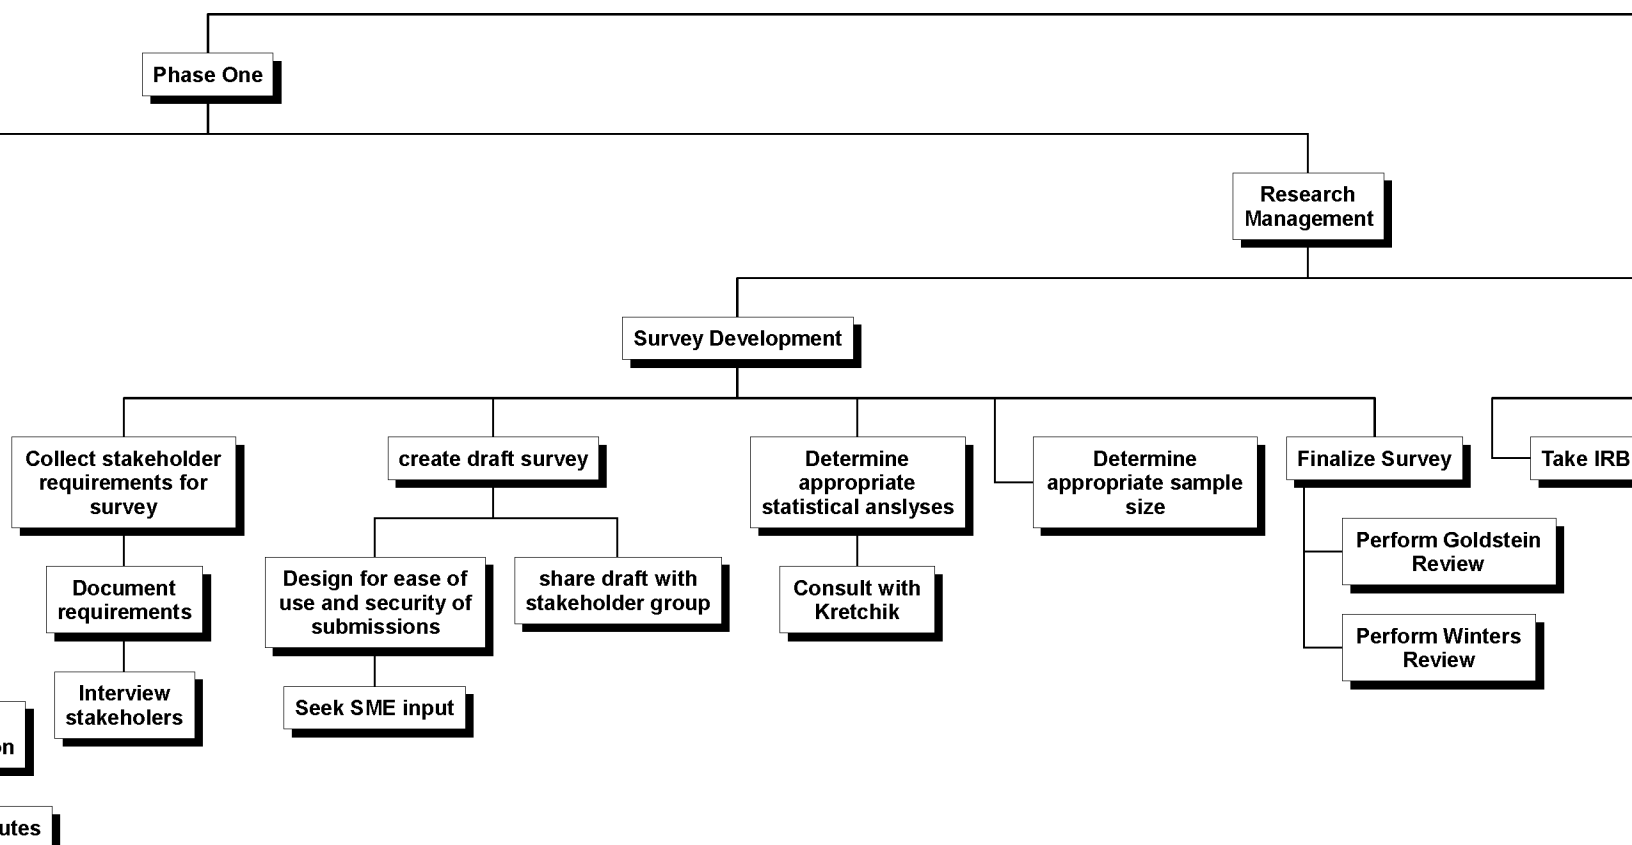 Phase One
Research
Management
Survey Development
Collect stakeholder
requirements for
survey
create draft survey
Determine
appropriate
statistical anslyses
Determine
appropriate sample
size
Finalize Survey
Take IRB
Perform Goldstein
Review
Document
requirements
Design for ease of
use and security of
submissions
share draft with
stakeholder group
Consult with
Kretchik
Perform Winters
Review
Interview
stakeholers
Seek SME input
on
utes